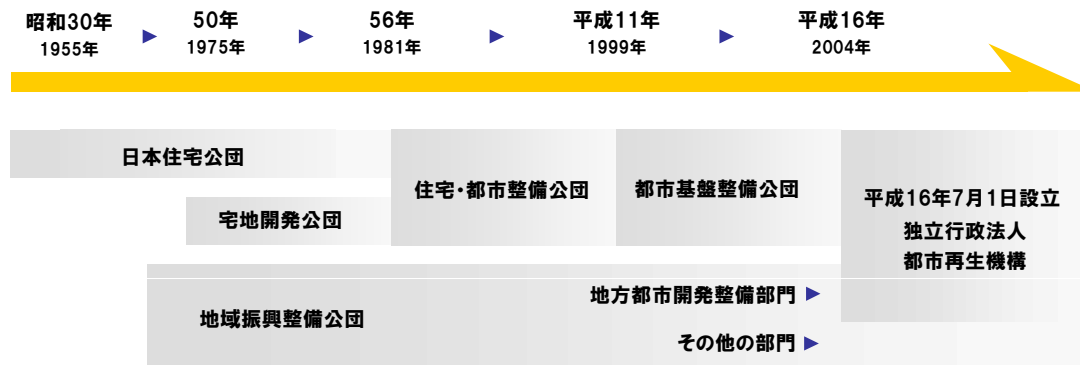 昭和30年
1955年
50年
1975年
56年
1981年
平成11年
1999年
平成16年
2004年
日本住宅公団
宅地開発公団
住宅・都市整備公団
都市基盤整備公団
平成16年7月1日設立
独立行政法人
都市再生機構
地域振興整備公団
地方都市開発整備部門
その他の部門